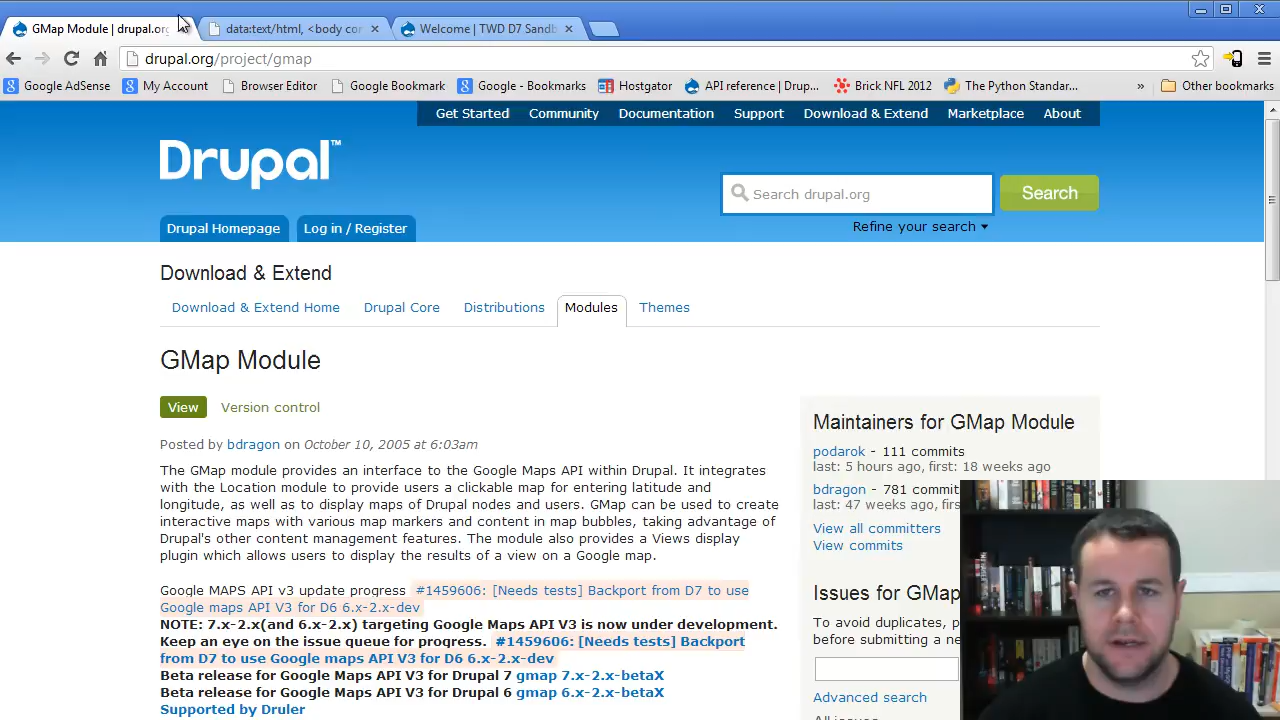 GMap Module | drupal.org
data:text/html, <body cor
Welcome | TWD D7 Sandb
drupal.org/project/gmap
Google AdSense
My Account
Browser Editor
Google Bookmark
Google - Bookmarks
Hostgator
API reference | Drup...
Brick NFL 2012
The Python Standar...
»
Other bookmarks
Get Started
Community
Documentation
Support
Download & Extend
Marketplace
About
Drupal™
Search drupal.org
Search
Refine your search
Drupal Homepage
Log in / Register
Download & Extend
Download & Extend Home
Drupal Core
Distributions
Modules
Themes
GMap Module
View
Version control
Posted by bdragon on October 10, 2005 at 6:03am
The GMap module provides an interface to the Google Maps API within Drupal. It integrates
with the Location module to provide users a clickable map for entering latitude and
longitude, as well as to display maps of Drupal nodes and users. GMap can be used to create
interactive maps with various map markers and content in map bubbles, taking advantage of
Drupal's other content management features. The module also provides a Views display
plugin which allows users to display the results of a view on a Google map.
Google MAPS API v3 update progress #1459606: [Needs tests] Backport from D7 to use
Google maps API V3 for D6 6.x-2.x-dev
NOTE: 7.x-2.x(and 6.x-2.x) targeting Google Maps API V3 is now under development.
Keep an eye on the issue queue for progress. #1459606: [Needs tests] Backport
from D7 to use Google maps API V3 for D6 6.x-2.x-dev
Beta release for Google Maps API V3 for Drupal 7 gmap 7.x-2.x-betaX
Beta release for Google Maps API V3 for Drupal 6 gmap 6.x-2.x-betaX
Supported by Druler
Maintainers for GMap Module
podarok - 111 commits
last: 5 hours ago, first: 18 weeks ago
bdragon - 781 commit
last: 47 weeks ago, fir
View all committers
View commits
Issues for GMap
To avoid duplicates, p
before submitting a ne
Advanced search
All issues